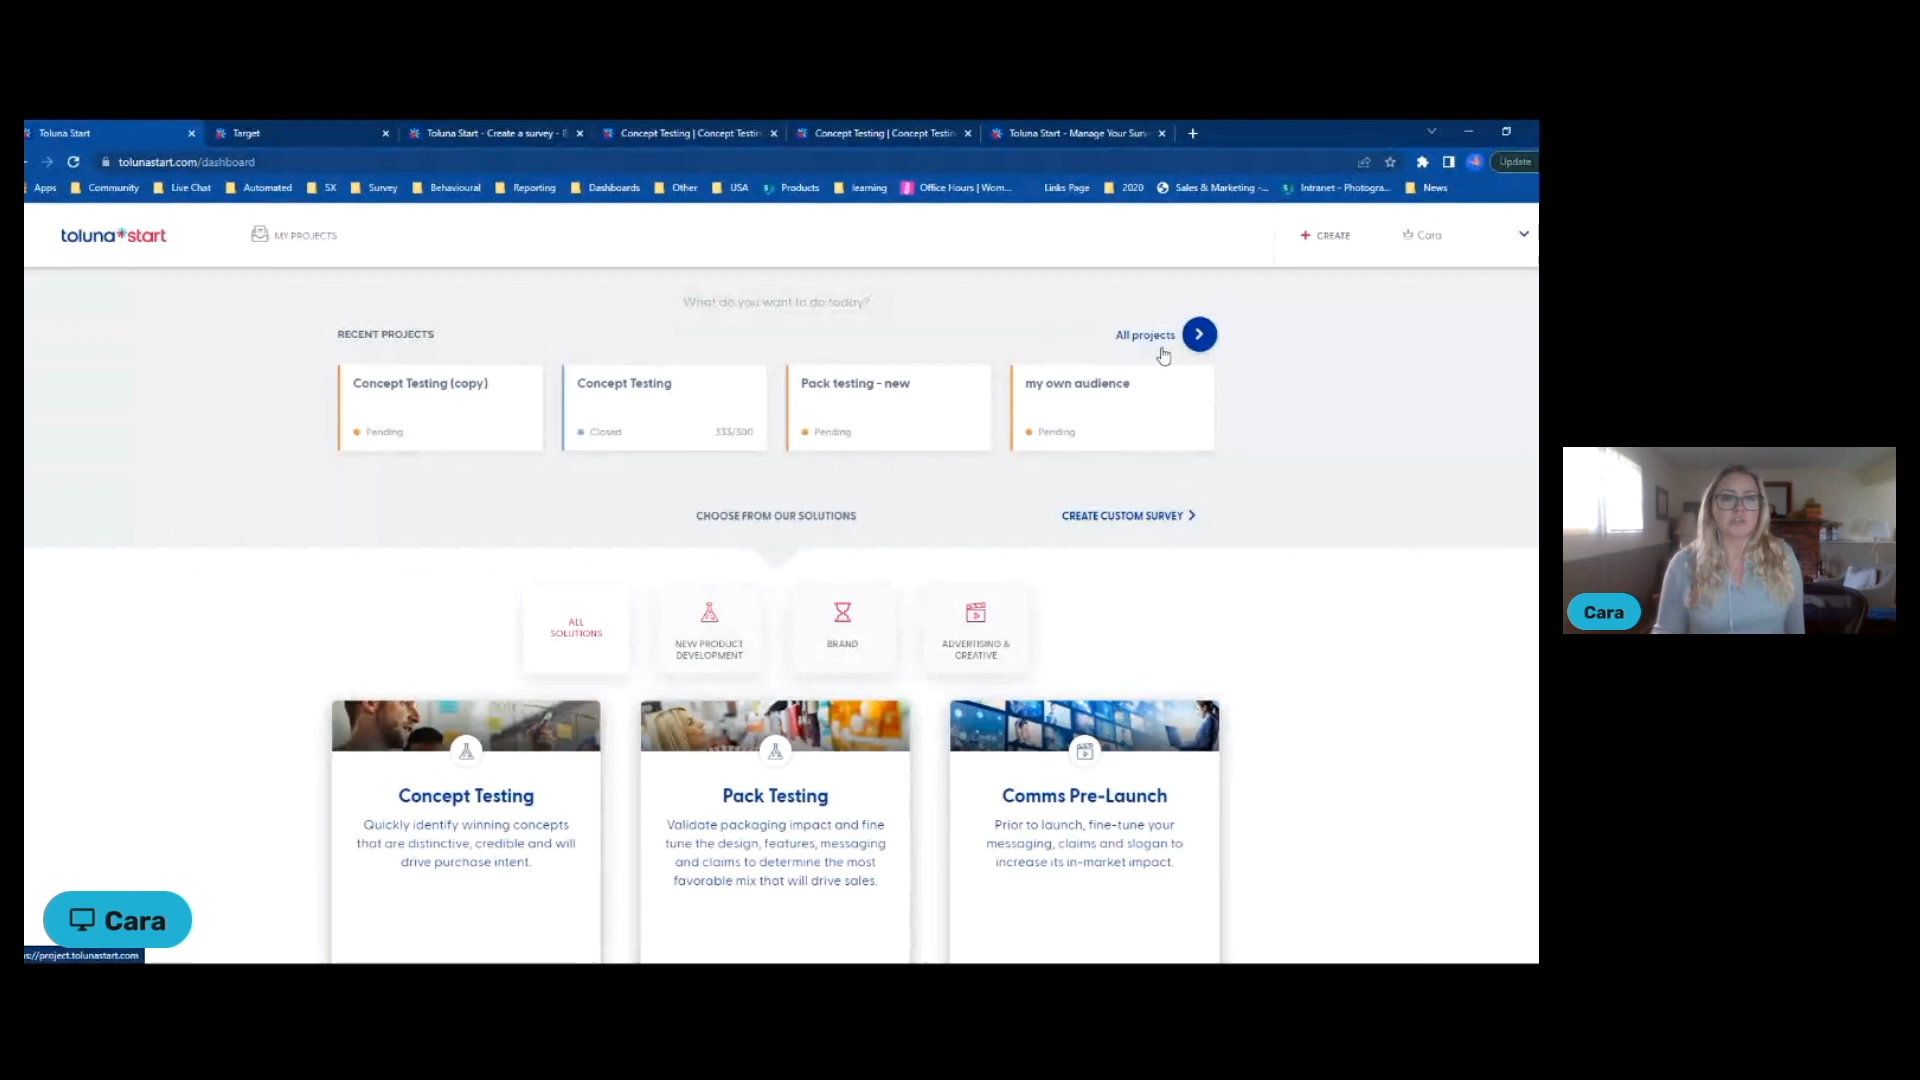 Toluna Start
Target
Toluna Start - Create a survey -
Concept Testing | Concept Testin
Concept Testing | Concept Testin
Toluna Start - Manage Your Sur
tolunastart.com/dashboard
Update
Apps
Community
Live Chat
Automated
SX
Survey
Behavioural
Reporting
Dashboards
Other
USA
Products
learning
Office Hours | Wom...
Links Page
2020
Sales & Marketing -...
Intranet - Photogra...
News
toluna*start
MY PROJECTS
+ CREATE
Cara
What do you want to do today?
RECENT PROJECTS
All projects
Concept Testing (copy)
Pending
Concept Testing
Closed
333/300
Pack testing - new
Pending
my own audience
Pending
CHOOSE FROM OUR SOLUTIONS
CREATE CUSTOM SURVEY
ALL
SOLUTIONS
NEW PRODUCT
DEVELOPMENT
BRAND
ADVERTISING &
CREATIVE
Concept Testing
Quickly identify winning concepts
that are distinctive, credible and will
drive purchase intent.
Pack Testing
Validate packaging impact and fine
tune the design, features, messaging
and claims to determine the most
favorable mix that will drive sales.
Comms Pre-Launch
Prior to launch, fine-tune your
messaging, claims and slogan to
increase its in-market impact.
Cara
s://project.tolunastart.com
Cara